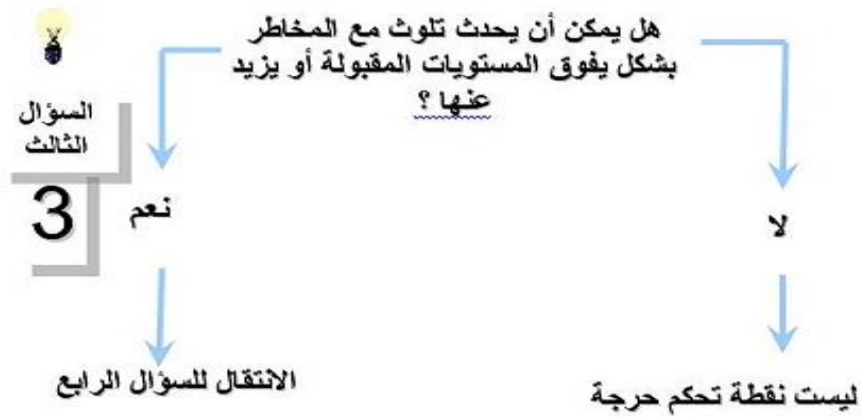 هل يمكن أن يحدث تلوث مع المخاطر
بشكل يفوق المستويات المقبولة أو يزيد
عنها ؟
السؤال
الثالث
3
نعم
لا
الانتقال للسؤال الرابع
ليست نقطة تحكم حرجة